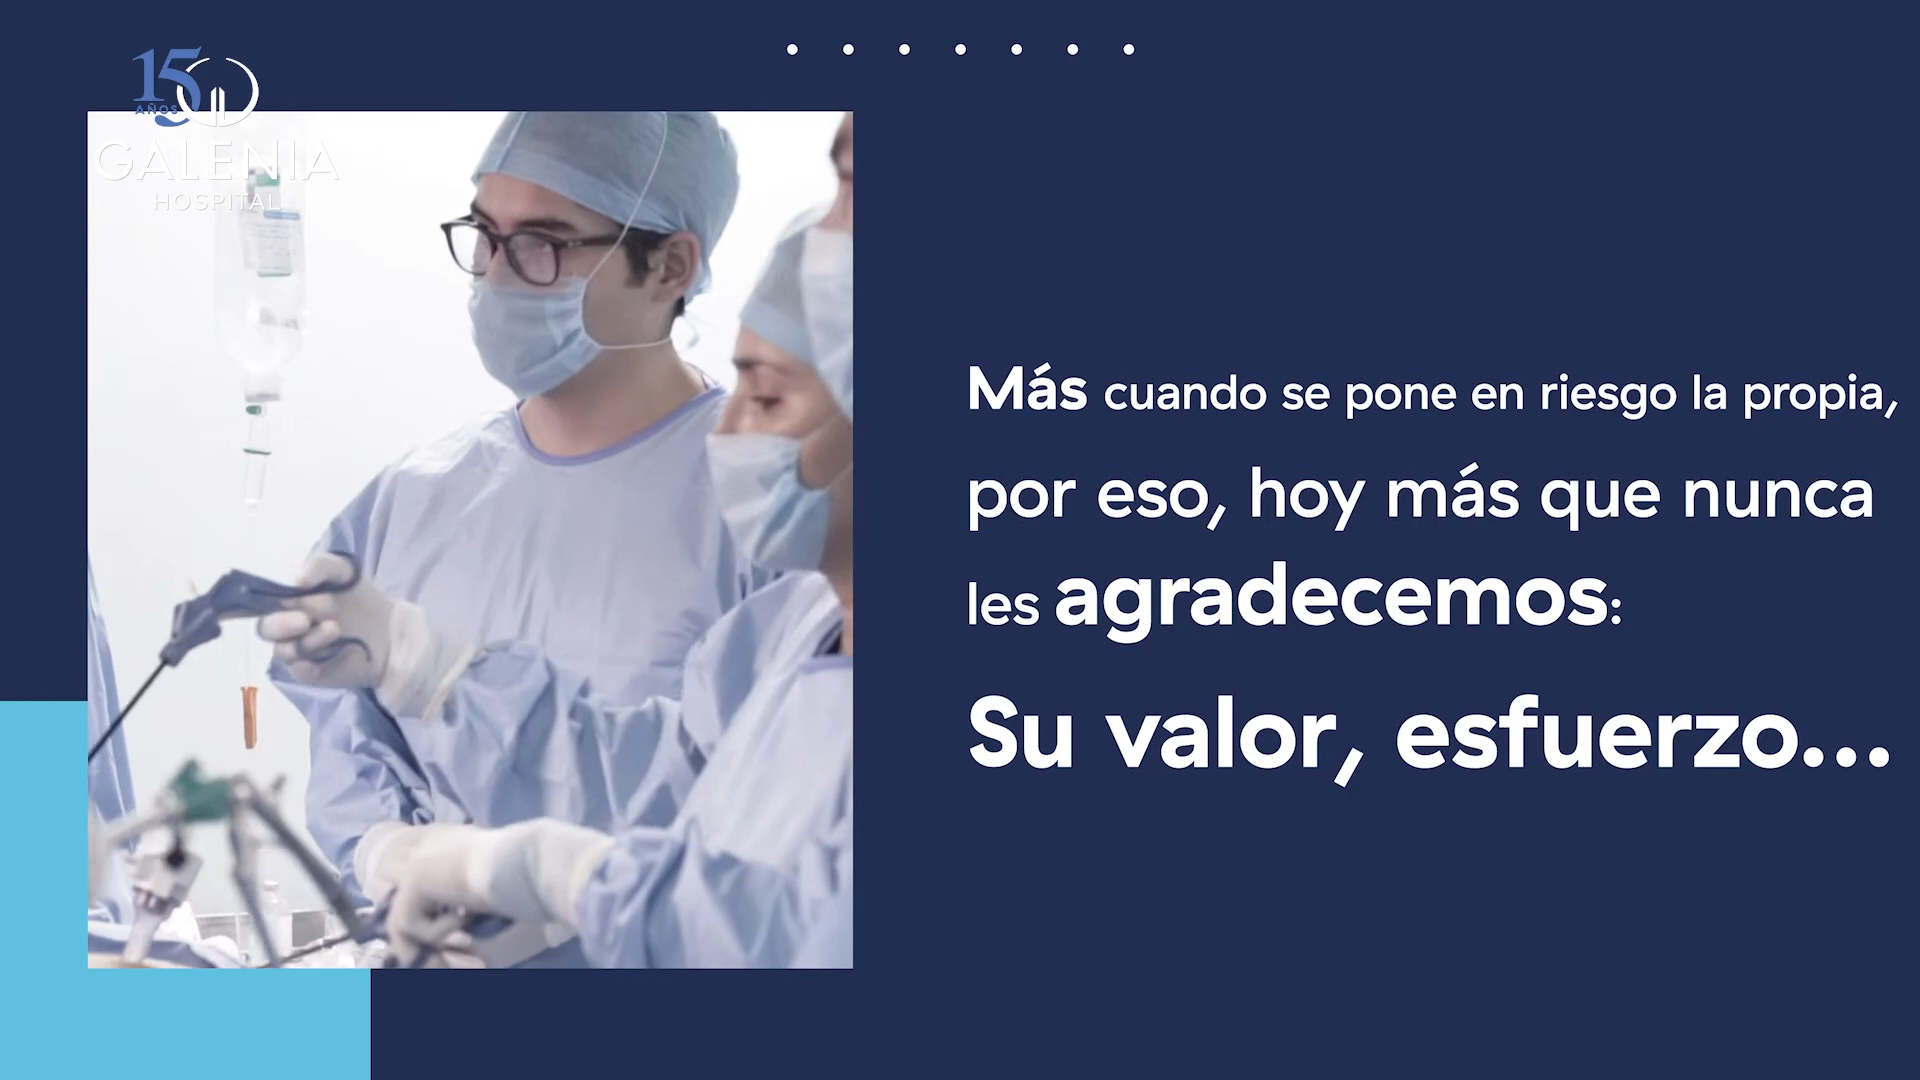 15
AÑOS
GALENIA
HOSPITAL
Más cuando se pone en riesgo la propia,
por eso, hoy más que nunca
les agradecemos:
Su valor, esfuerzo...